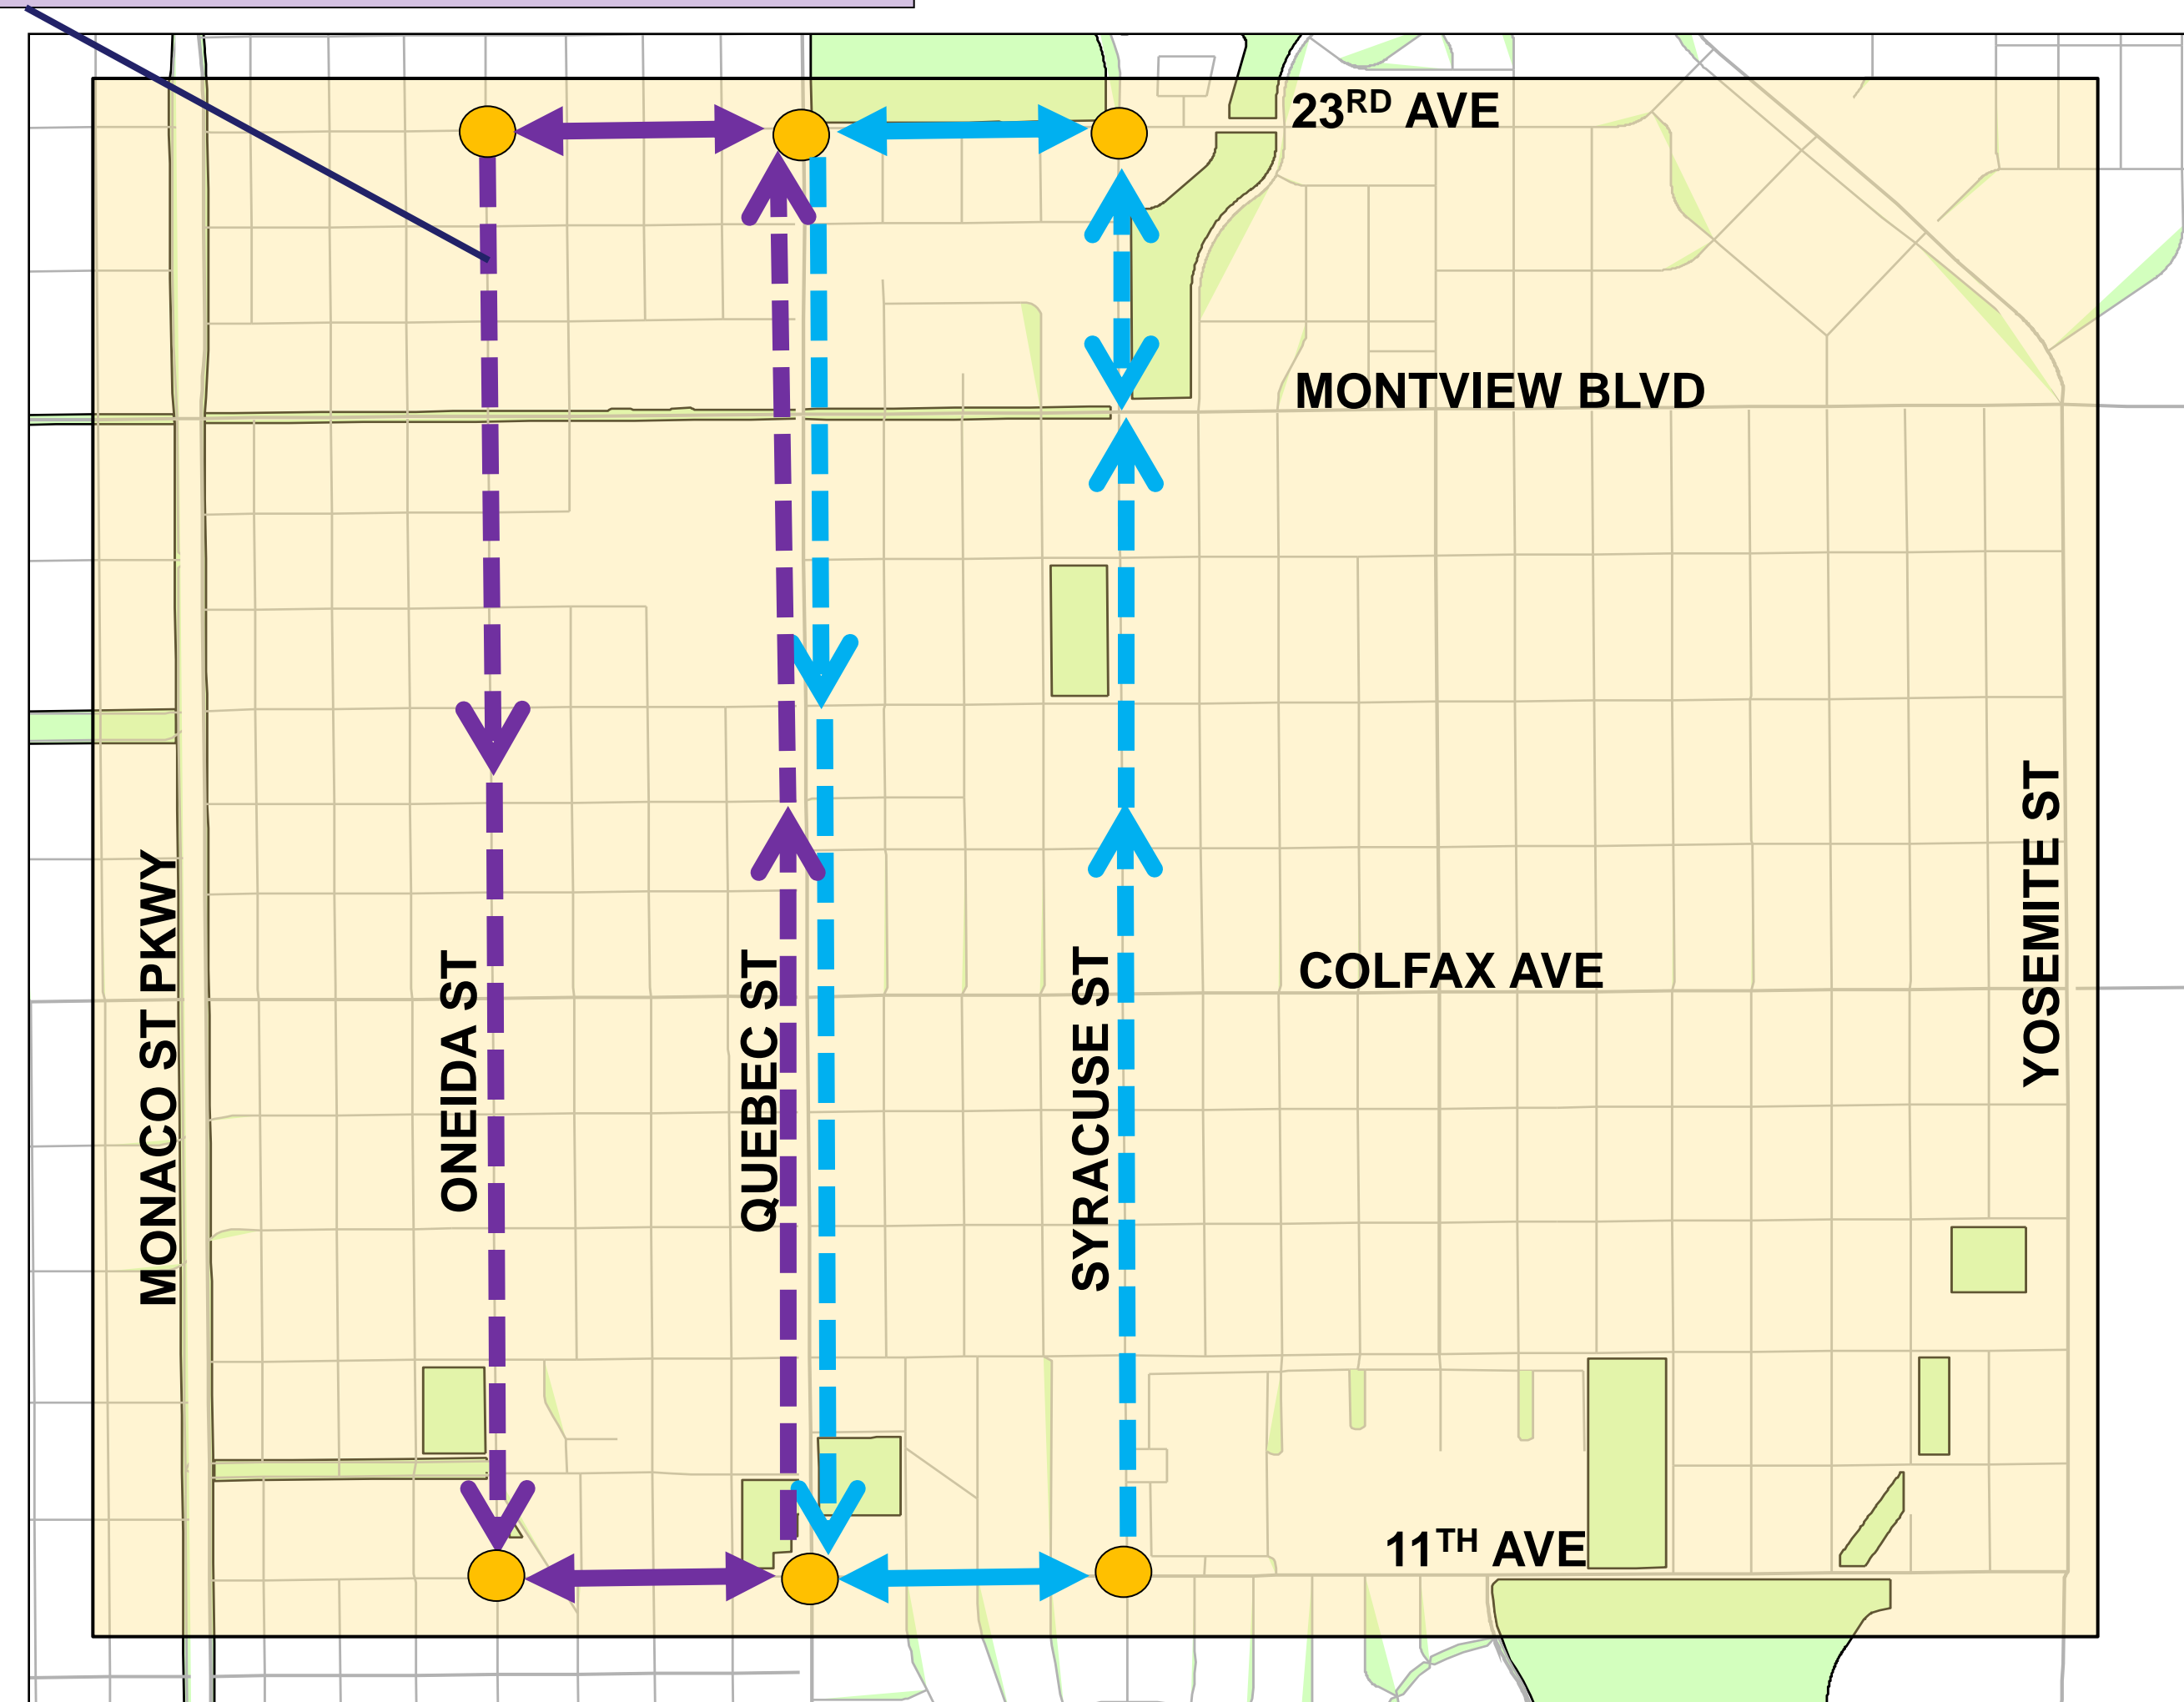 23RD AVE
MONTVIEW BLVD
COLFAX AVE
MONACO ST PKWY
ONEIDA ST
QUEBEC ST
SYRACUSE ST
YOSEMITE ST
11TH AVE